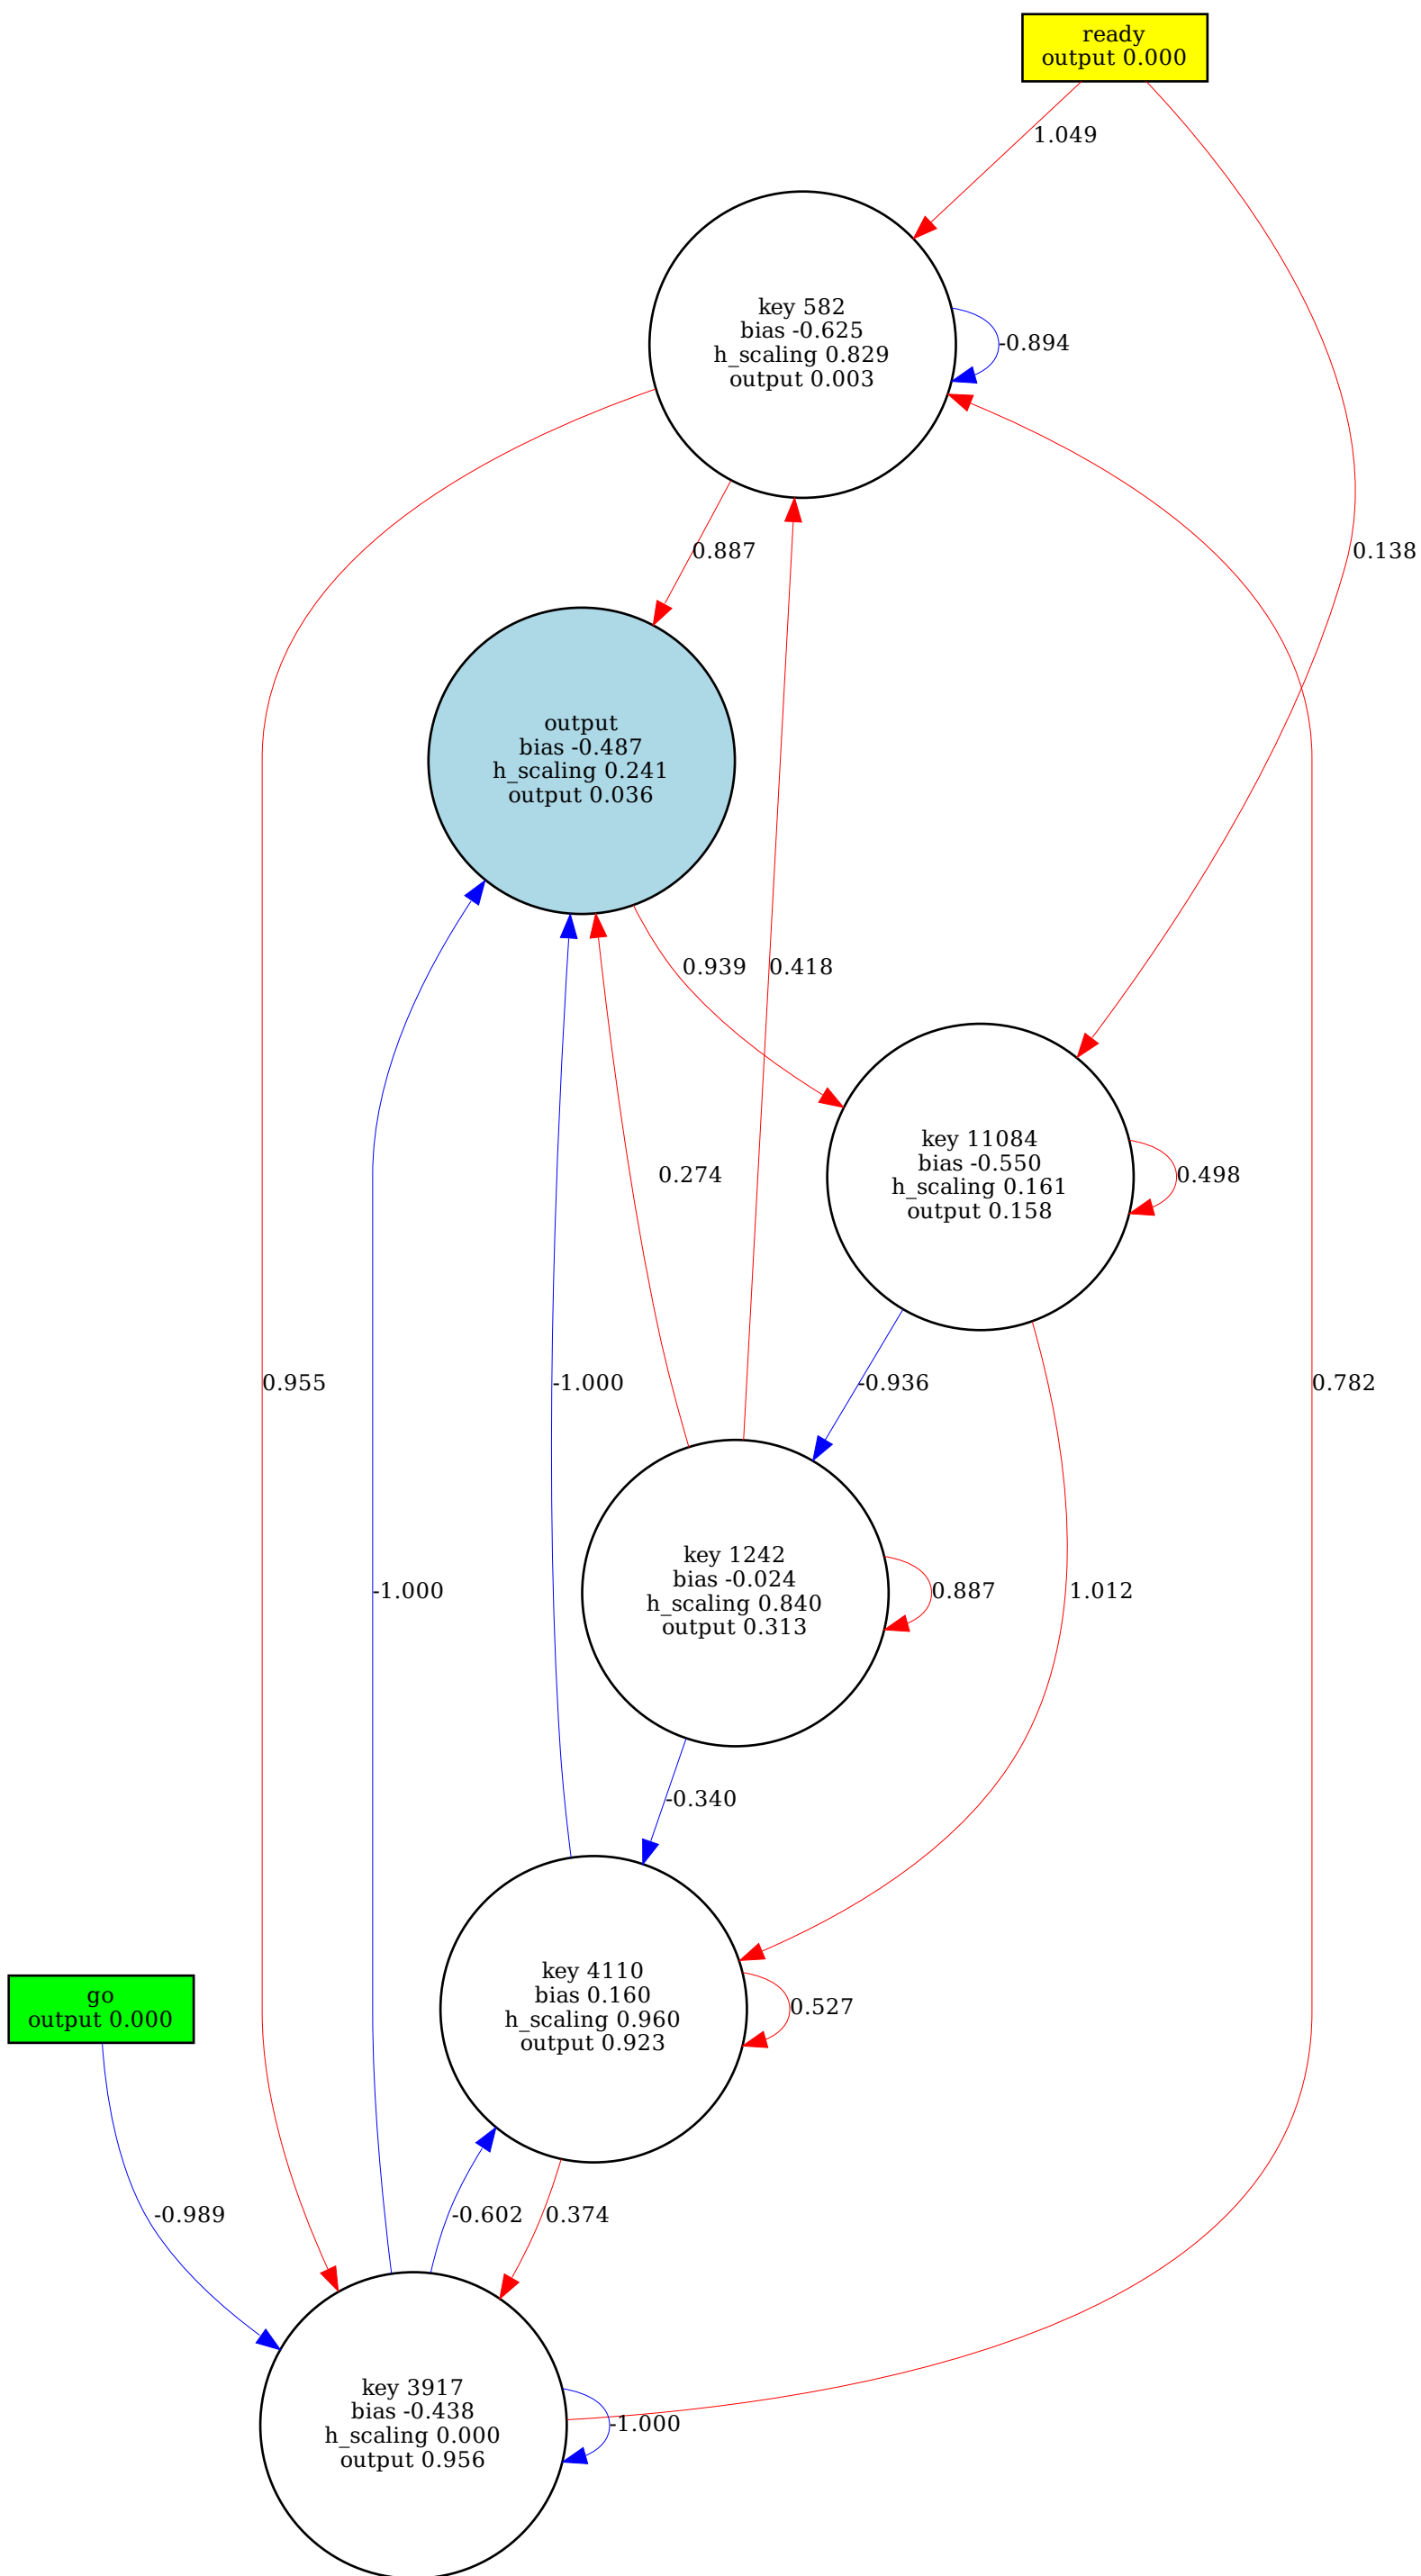 ready
output 0.000
1.049
key 582
bias -0.625
h_scaling 0.829
output 0.003
-0.894
0.887
0.138
output
bias -0.487
h_scaling 0.241
output 0.036
0.939
0.418
key 11084
bias -0.550
h_scaling 0.161
output 0.158
0.498
0.274
0.955
-1.000
-0.936
0.782
key 1242
bias -0.024
h_scaling 0.840
output 0.313
0.887
-1.000
1.012
-0.340
key 4110
bias 0.160
h_scaling 0.960
output 0.923
0.527
go
output 0.000
-0.989
-0.602
0.374
key 3917
bias -0.438
h_scaling 0.000
output 0.956
-1.000